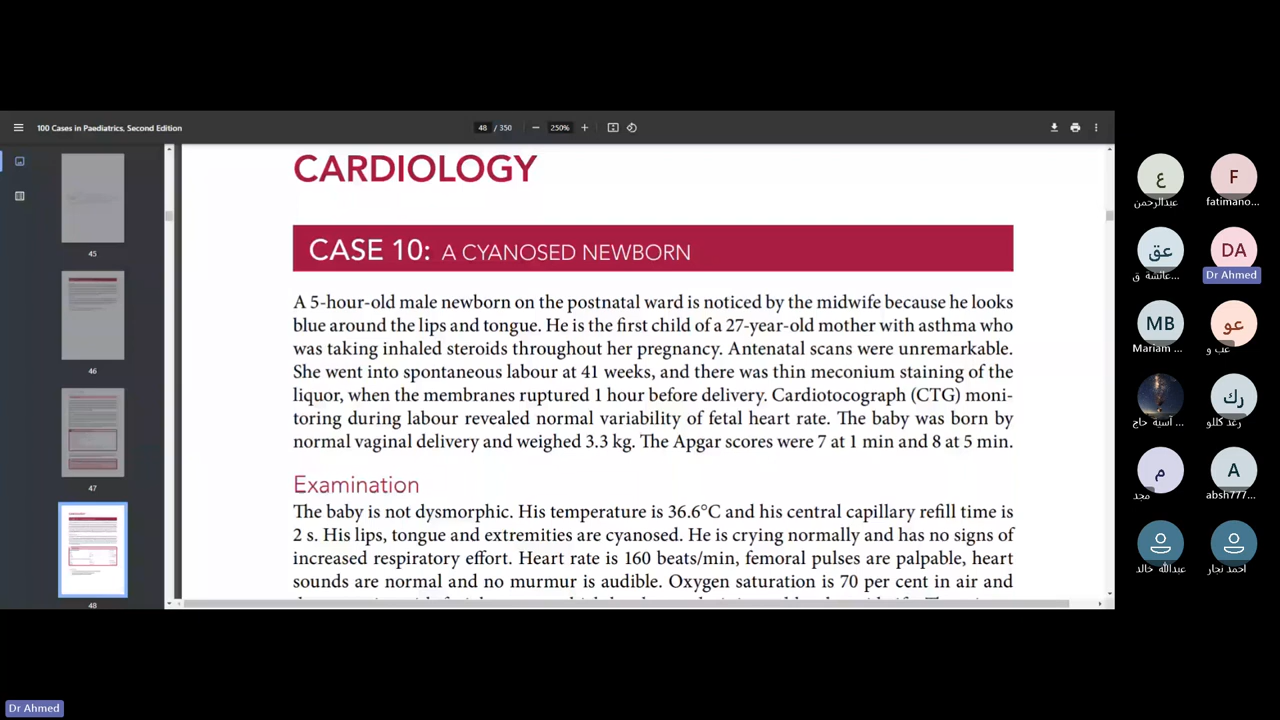 100 Cases in Paediatrics, Second Edition
48 / 350
250%
45
46
47
48
CARDIOLOGY
CASE 10: A CYANOSED NEWBORN
A 5-hour-old male newborn on the postnatal ward is noticed by the midwife because he looks
blue around the lips and tongue. He is the first child of a 27-year-old mother with asthma who
was taking inhaled steroids throughout her pregnancy. Antenatal scans were unremarkable.
She went into spontaneous labour at 41 weeks, and there was thin meconium staining of the
liquor, when the membranes ruptured 1 hour before delivery. Cardiotocograph (CTG) moni-
toring during labour revealed normal variability of fetal heart rate. The baby was born by
normal vaginal delivery and weighed 3.3 kg. The Apgar scores were 7 at 1 min and 8 at 5 min.
Examination
The baby is not dysmorphic. His temperature is 36.6°C and his central capillary refill time is
2 s. His lips, tongue and extremities are cyanosed. He is crying normally and has no signs of
increased respiratory effort. Heart rate is 160 beats/min, femoral pulses are palpable, heart
sounds are normal and no murmur is audible. Oxygen saturation is 70 per cent in air and
ع
عبدالرحمن
F
fatimano...
عق
عائشة ق...
DA
Dr Ahmed
MB
Mariam ...
عو
عب و
آسية حاج ...
رك
رغد كللو
م
مجد
A
absh777...
عبدالله خالد
احمد نجار
Dr Ahmed